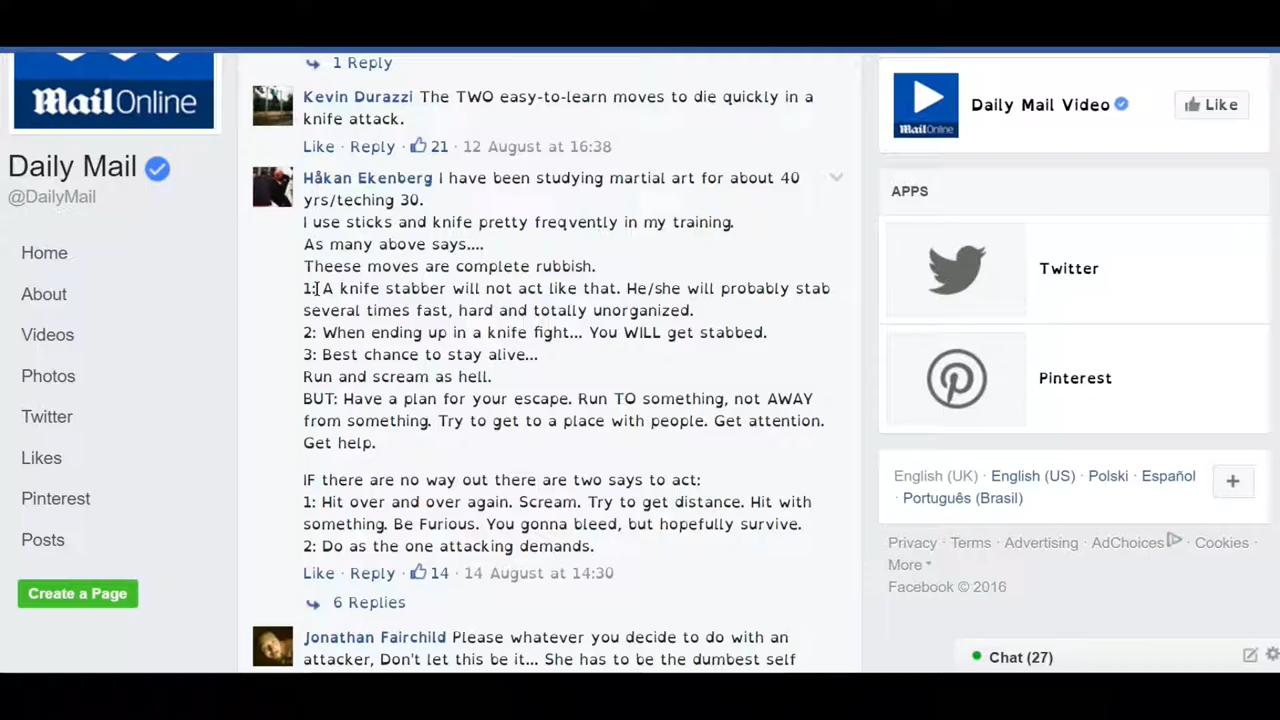 MailOnline
Daily Mail
@DailyMail
Home
About
Videos
Photos
Twitter
Likes
Pinterest
Posts
Create a Page
1 Reply
Kevin Durazzi The TWO easy-to-learn moves to die quickly in a
knife attack.
Like · Reply · 21 · 12 August at 16:38
Håkan Ekenberg I have been studying martial art for about 40
yrs/teching 30.
I use sticks and knife pretty freqvently in my training.
As many above says....
Theese moves are complete rubbish.
1: A knife stabber will not act like that. He/she will probably stab
several times fast, hard and totally unorganized.
2: When ending up in a knife fight... You WILL get stabbed.
3: Best chance to stay alive...
Run and scream as hell.
BUT: Have a plan for your escape. Run TO something, not AWAY
from something. Try to get to a place with people. Get attention.
Get help.
IF there are no way out there are two says to act:
1: Hit over and over again. Scream. Try to get distance. Hit with
something. Be Furious. You gonna bleed, but hopefully survive.
2: Do as the one attacking demands.
Like · Reply · 14 · 14 August at 14:30
6 Replies
Jonathan Fairchild Please whatever you decide to do with an
attacker, Don't let this be it... She has to be the dumbest self
MailOnline
Daily Mail Video
Like
APPS
Twitter
Pinterest
English (UK) · English (US) · Polski · Español
· Português (Brasil)
Privacy · Terms · Advertising · AdChoices · Cookies ·
More
Facebook © 2016
Chat (27)